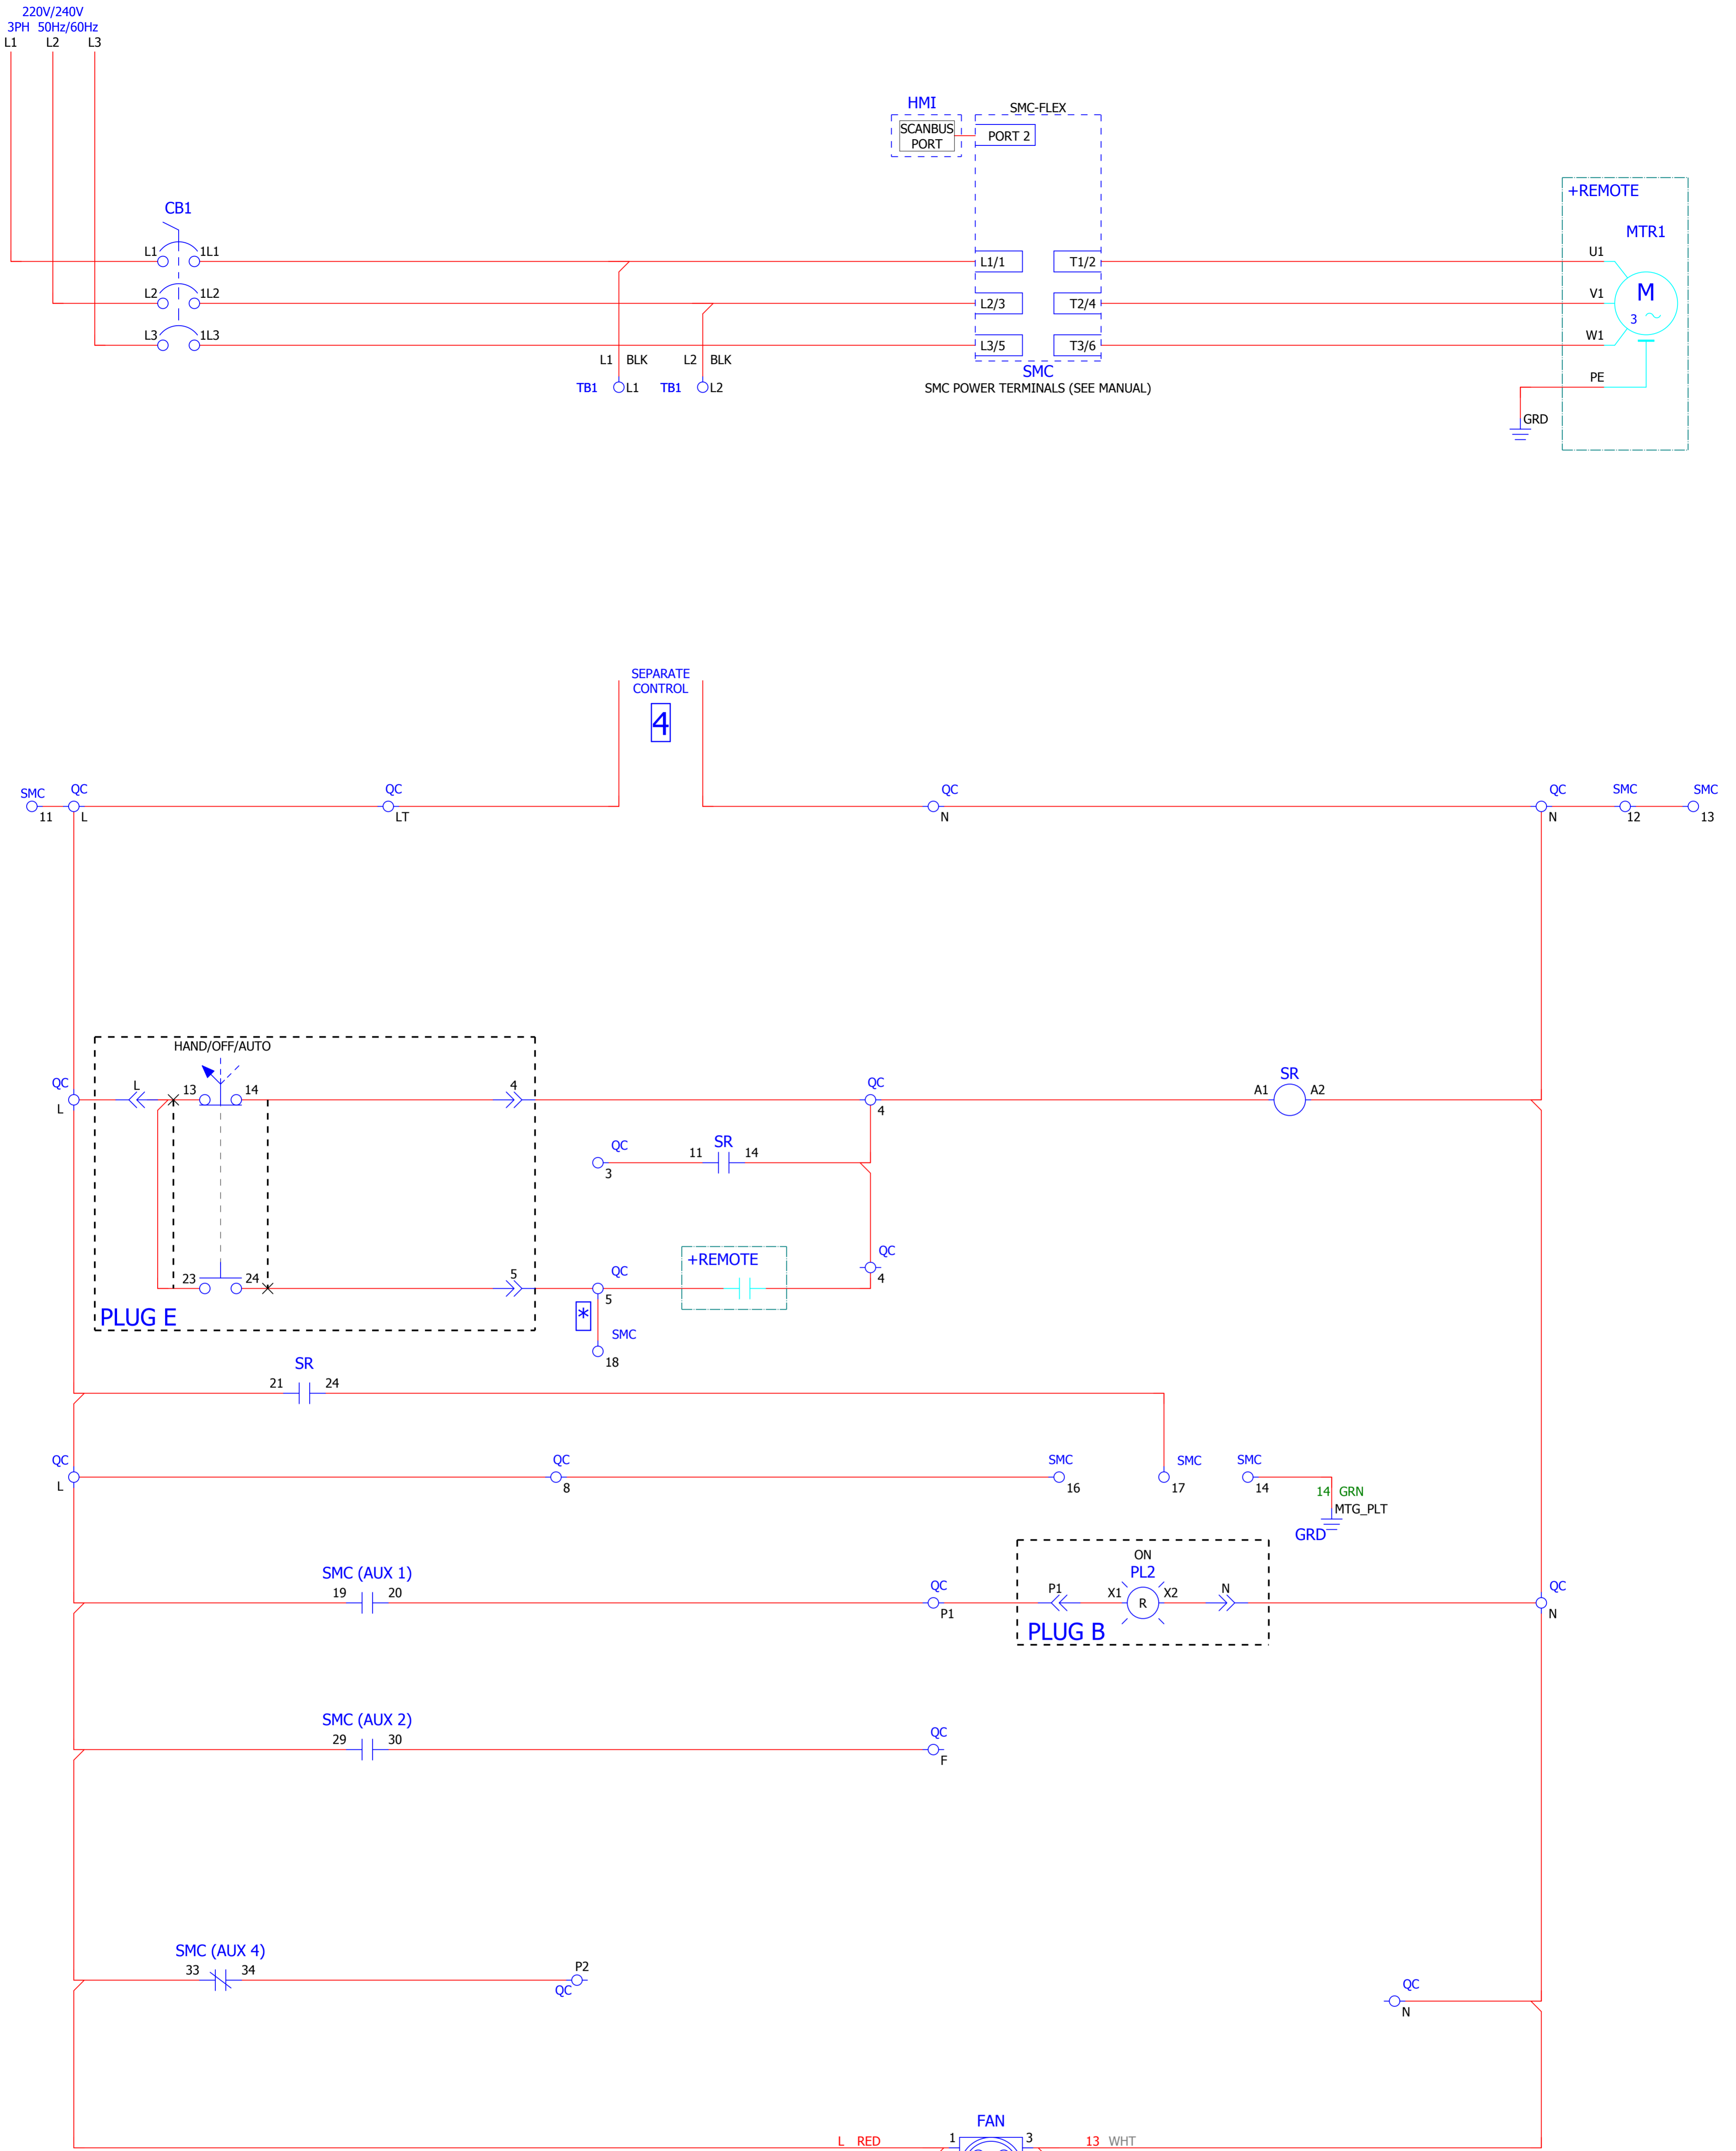 220V/240V
3PH 50Hz/60Hz
L1 L2 L3
HMI
SCANBUS
PORT
SMC-FLEX
PORT 2
+REMOTE
MTR1
CB1
L1 1L1
L1/1 T1/2
U1
L2 1L2
L2/3 T2/4
V1
M
3
L3 1L3
L3/5 T3/6
W1
L1 BLK L2 BLK
TB1 L1 TB1 L2
SMC
SMC POWER TERMINALS (SEE MANUAL)
PE
GRD
SEPARATE
CONTROL
4
SMC QC QC QC QC SMC SMC
11 L LT N N 12 13
HAND/OFF/AUTO
QC L 13 14 4 QC SR
L 4 A1 A2
QC SR
3 11 14
+REMOTE
QC
4
23 24 5 QC
5
PLUG E
*
SMC
18
SR
21 24
QC QC SMC SMC SMC
L 8 16 17 14
14 GRN
MTG_PLT
GRD
ON
PL2
SMC (AUX 1)
19 20
QC
P1
P1 X1 R X2 N
QC
N
PLUG B
SMC (AUX 2)
29 30
QC
F
SMC (AUX 4)
33 34
P2
QC
QC
N
FAN
L RED 1 3 13 WHT